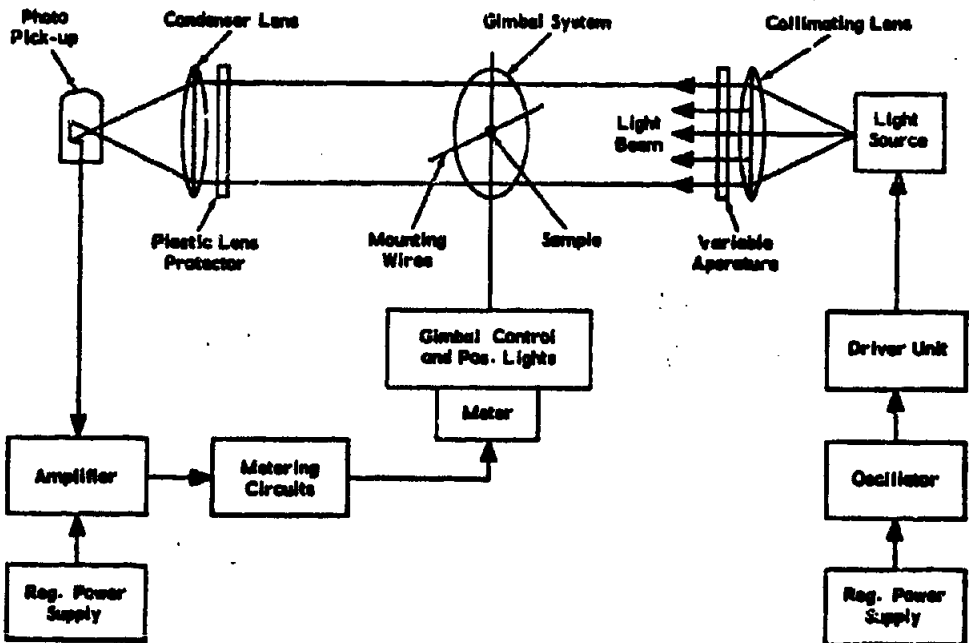 Photo
Pick-up
Condenser Lens
Gimbal System
Collimating Lens
Light
Beam
Light
Source
Plastic Lens
Protector
Mounting
Wires
Sample
Variable
Aperature
Gimbal Control
and Pos. Lights
Meter
Driver Unit
Amplifier
Metering
Circuits
Oscillator
Reg. Power
Supply
Reg. Power
Supply